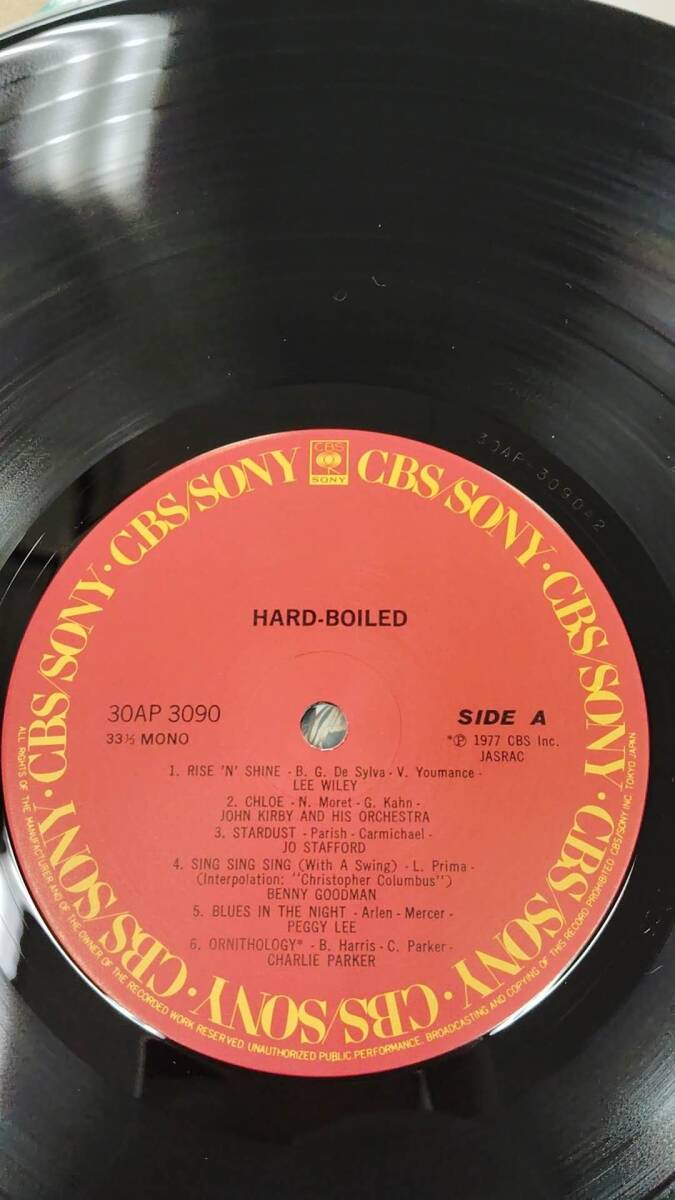 30AP-3090A2
CBS
SONY
CBS/SONY · CBS/SONY · CBS/SONY · CBS/SONY · CBS/SONY · CBS/SONY · CBS/SONY · CBS/SONY
HARD-BOILED
30AP 3090
33⅓ MONO
SIDE A
*Ⓟ 1977 CBS Inc.
JASRAC
1. RISE 'N' SHINE - B. G. De Sylva - V. Youmance -
LEE WILEY
2. CHLOE - N. Moret - G. Kahn -
JOHN KIRBY AND HIS ORCHESTRA
3. STARDUST - Parish - Carmichael -
JO STAFFORD
4. SING SING SING (With A Swing) - L. Prima -
(Interpolation: "Christopher Columbus")
BENNY GOODMAN
5. BLUES IN THE NIGHT - Arlen - Mercer -
PEGGY LEE
6. ORNITHOLOGY* - B. Harris - C. Parker -
CHARLIE PARKER
ALL RIGHTS OF THE MANUFACTURER AND OF THE OWNER OF THE RECORDED WORK RESERVED UNAUTHORIZED PUBLIC PERFORMANCE, BROADCASTING AND COPYING OF THIS RECORD PROHIBITED CBS/SONY INC. TOKYO JAPAN